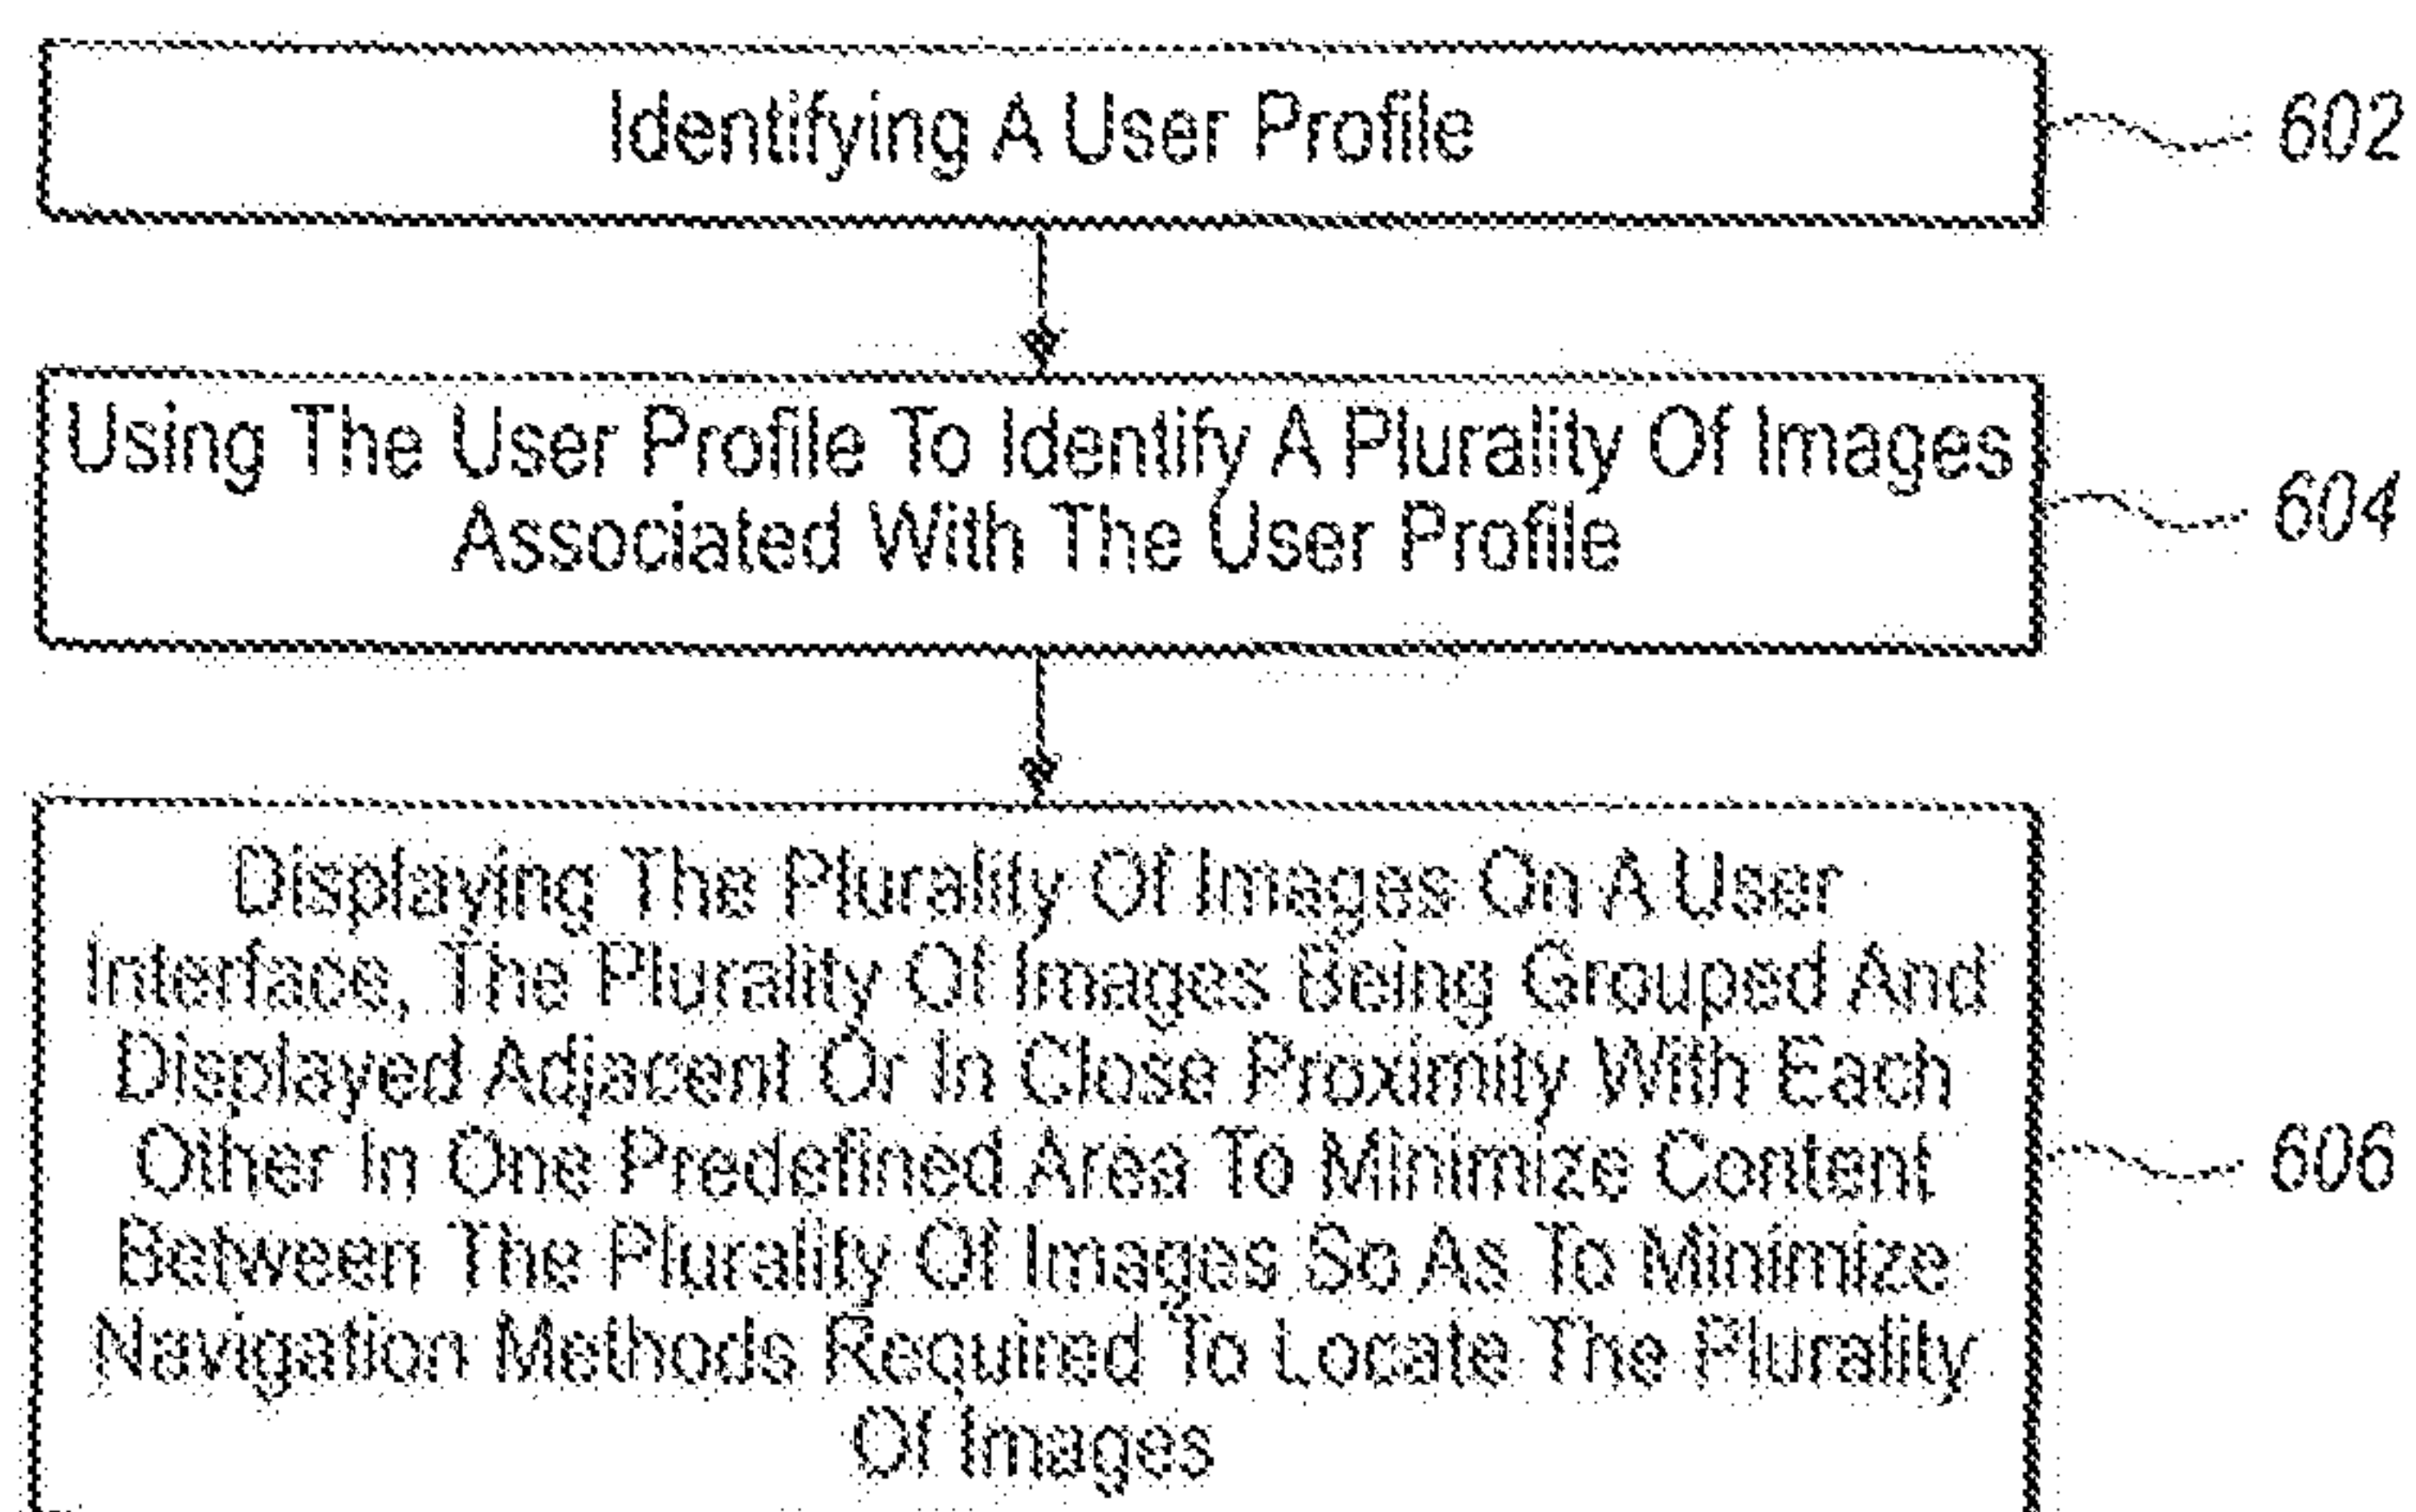 Identifying A User Profile
602
Using The User Profile To Identify A Plurality Of Images
Associated With The User Profile
604
Displaying The Plurality Of Images On A User
Interface, The Plurality Of Images Being Grouped And
Displayed Adjacent Or In Close Proximity With Each
Other In One Predefined Area To Minimize Content
Between The Plurality Of Images So As To Minimize
Navigation Methods Required To Locate The Plurality
Of Images
606